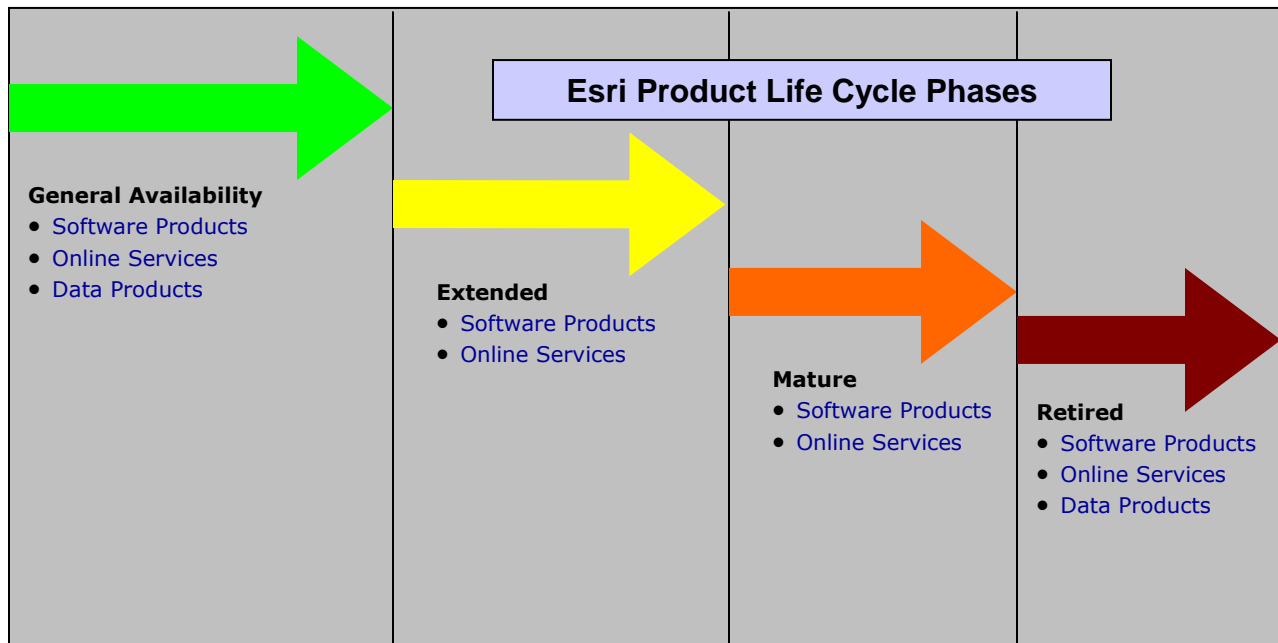 Esri Product Life Cycle Phases
General Availability
• Software Products
• Online Services
• Data Products
Extended
• Software Products
• Online Services
Mature
• Software Products
• Online Services
Retired
• Software Products
• Online Services
• Data Products